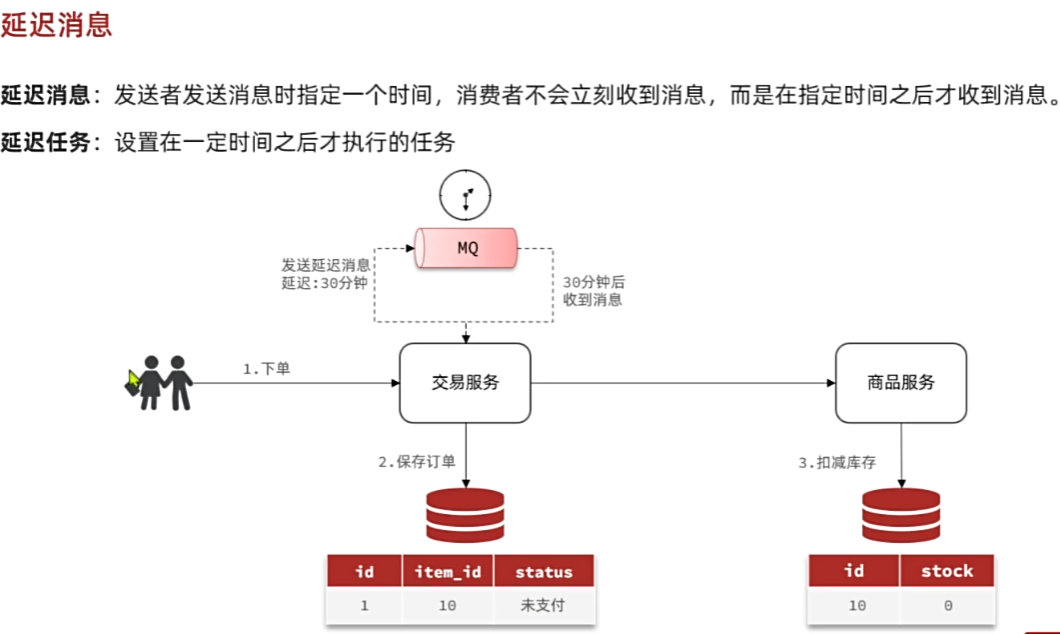 延迟消息
延迟消息：发送者发送消息时指定一个时间，消费者不会立刻收到消息，而是在指定时间之后才收到消息。
延迟任务：设置在一定时间之后才执行的任务
MQ
发送延迟消息
延迟:30分钟
30分钟后
收到消息
1.下单
交易服务
商品服务
2.保存订单
3.扣减库存
id item_id status
1 10 未支付
id stock
10 0